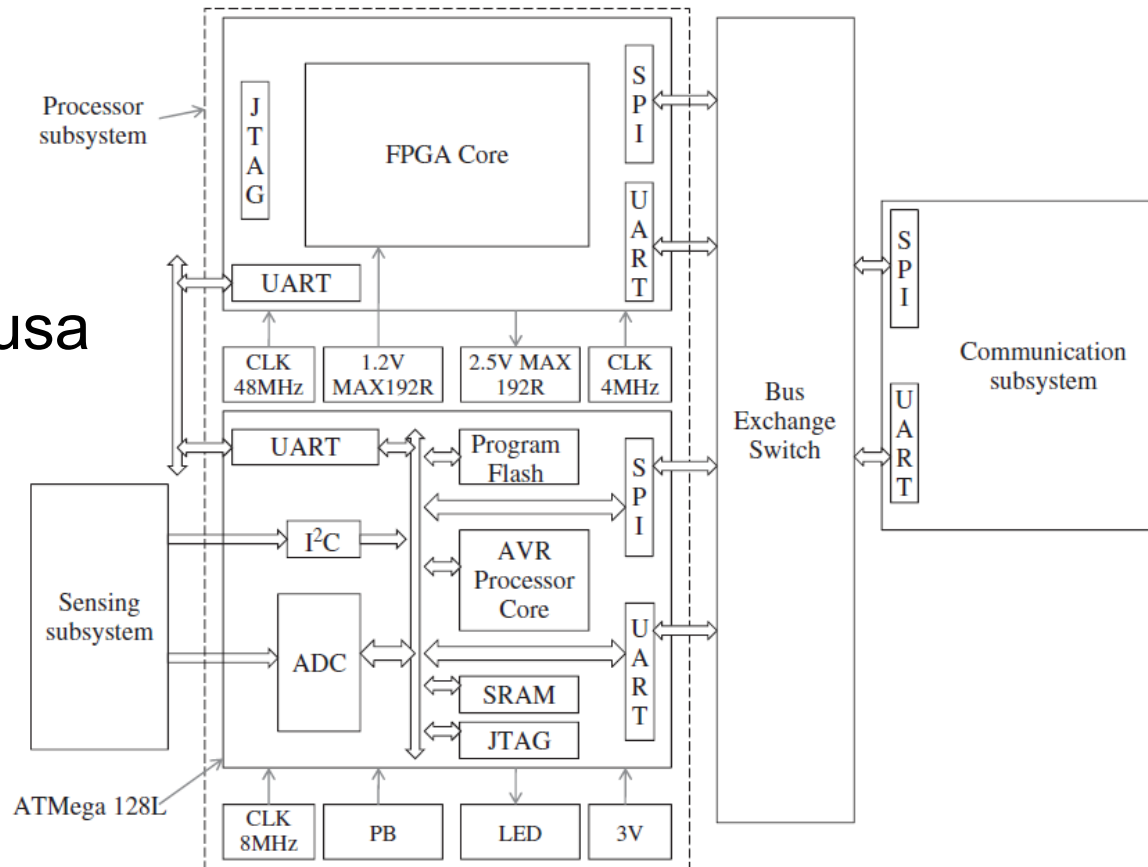 Processor
subsystem
JTAG
FPGA Core
SPI
UART
UART
usa
CLK
48MHz
1.2V
MAX192R
2.5V MAX
192R
CLK
4MHz
Bus
Exchange
Switch
SPI
UART
Communication
subsystem
UART
Program
Flash
SPI
I²C
AVR
Processor
Core
Sensing
subsystem
ADC
UART
SRAM
JTAG
ATMega 128L
CLK
8MHz
PB
LED
3V